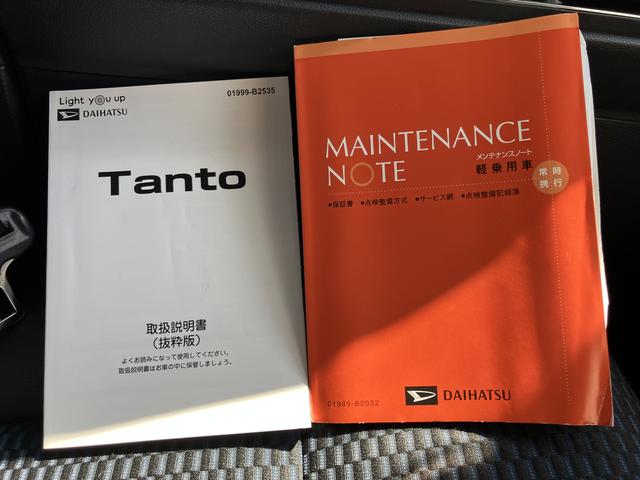 Light you up
01999-B2535
DAIHATSU
Tanto
取扱説明書
(抜粋版)
よくお読みになって使用してください。
取扱説明書はお車の中に保管しましょう。
MAINTENANCE
NOTE
メンテナンスノート
軽乗用車
常時
携行
•保証書 •点検整備方式 •サービス網 •点検整備記録簿
01989-B2032
DAIHATSU